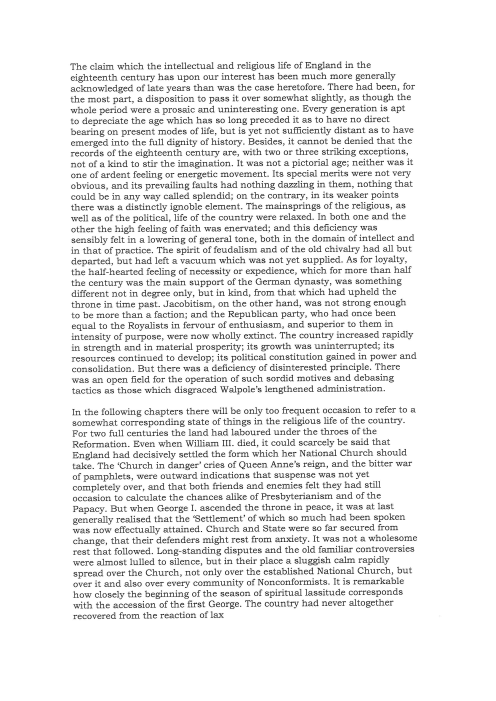 The claim which the intellectual and religious life of England in the
eighteenth century has upon our interest has been much more generally
acknowledged of late years than was the case heretofore. There had been, for
the most part, a disposition to pass it over somewhat slightly, as though the
whole period were a prosaic and uninteresting one. Every generation is apt
to depreciate the age which has so long preceded it as to have no direct
bearing on present modes of life, but is yet not sufficiently distant as to have
emerged into the full dignity of history. Besides, it cannot be denied that the
records of the eighteenth century are, with two or three striking exceptions,
not of a kind to stir the imagination. It was not a pictorial age; neither was it
one of ardent feeling or energetic movement. Its special merits were not very
obvious, and its prevailing faults had nothing dazzling in them, nothing that
could be in any way called splendid; on the contrary, in its weaker points
there was a distinctly ignoble element. The mainsprings of the religious, as
well as of the political, life of the country were relaxed. In both one and the
other the high feeling of faith was enervated; and this deficiency was
sensibly felt in a lowering of general tone, both in the domain of intellect and
in that of practice. The spirit of feudalism and of the old chivalry had all but
departed, but had left a vacuum which was not yet supplied. As for loyalty,
the half-hearted feeling of necessity or expedience, which for more than half
the century was the main support of the German dynasty, was something
different not in degree only, but in kind, from that which had upheld the
throne in time past. Jacobitism, on the other hand, was not strong enough
to be more than a faction; and the Republican party, who had once been
equal to the Royalists in fervour of enthusiasm, and superior to them in
intensity of purpose, were now wholly extinct. The country increased rapidly
in strength and in material prosperity; its growth was uninterrupted; its
resources continued to develop; its political constitution gained in power and
consolidation. But there was a deficiency of disinterested principle. There
was an open field for the operation of such sordid motives and debasing
tactics as those which disgraced Walpole's lengthened administration.
In the following chapters there will be only too frequent occasion to refer to a
somewhat corresponding state of things in the religious life of the country.
For two full centuries the land had laboured under the throes of the
Reformation. Even when William III. died, it could scarcely be said that
England had decisively settled the form which her National Church should
take. The 'Church in danger' cries of Queen Anne's reign, and the bitter war
of pamphlets, were outward indications that suspense was not yet
completely over, and that both friends and enemies felt they had still
occasion to calculate the chances alike of Presbyterianism and of the
Papacy. But when George I. ascended the throne in peace, it was at last
generally realised that the 'Settlement' of which so much had been spoken
was now effectually attained. Church and State were so far secured from
change, that their defenders might rest from anxiety. It was not a wholesome
rest that followed. Long-standing disputes and the old familiar controversies
were almost lulled to silence, but in their place a sluggish calm rapidly
spread over the Church, not only over the established National Church, but
over it and also over every community of Nonconformists. It is remarkable
how closely the beginning of the season of spiritual lassitude corresponds
with the accession of the first George. The country had never altogether
recovered from the reaction of lax